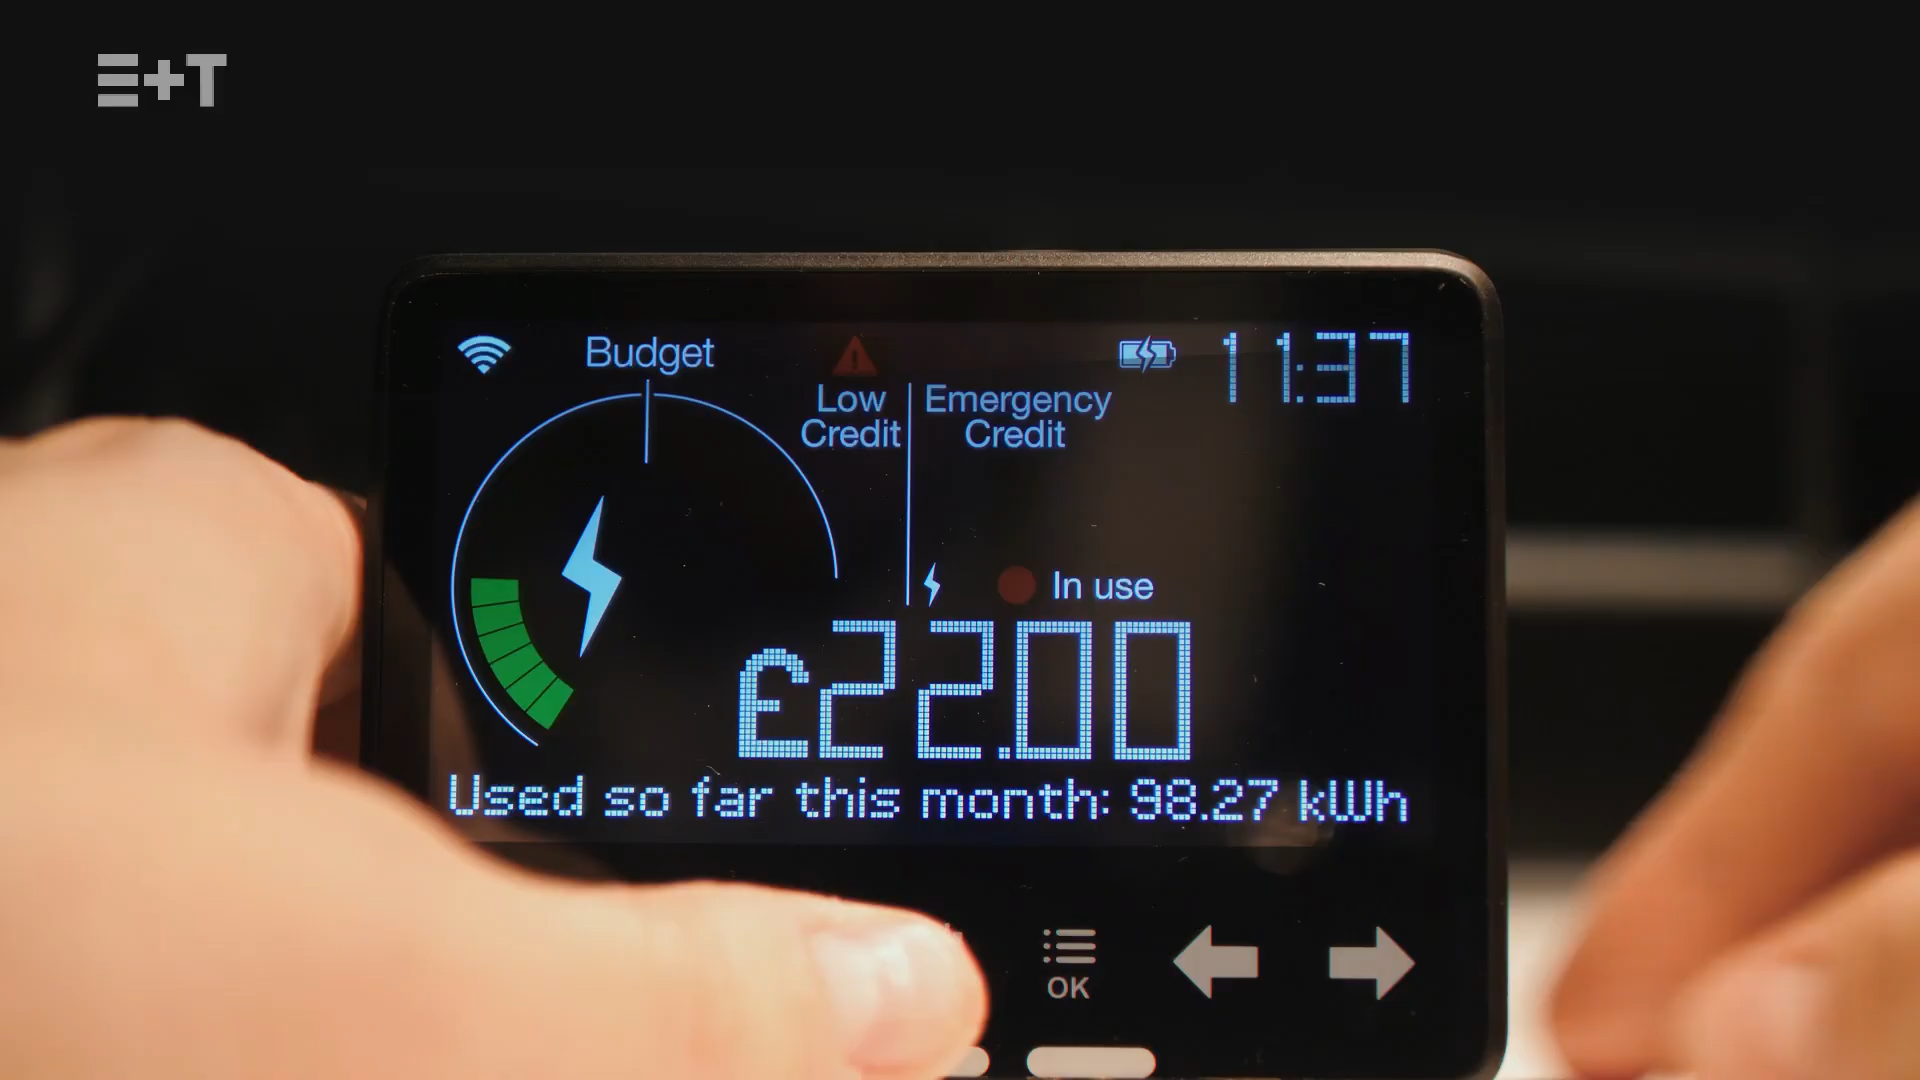 E+T
Budget
11:37
Low
Credit
Emergency
Credit
In use
£22.00
Used so far this month: 98.27 kWh
OK